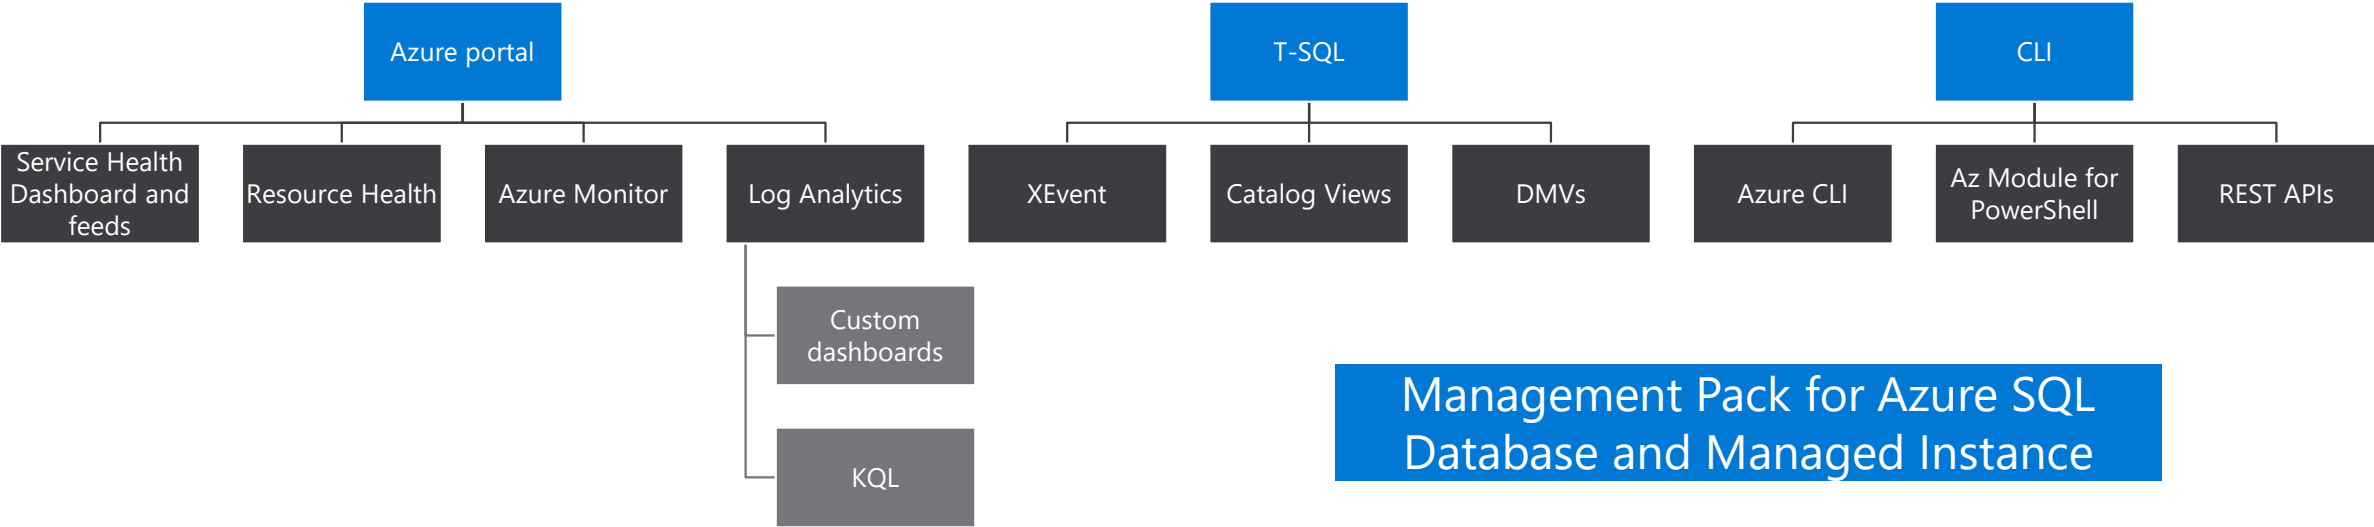 Azure portal
T-SQL
CLI
Service Health
Dashboard and
feeds
Resource Health
Azure Monitor
Log Analytics
XEvent
Catalog Views
DMVs
Azure CLI
Az Module for
PowerShell
REST APIs
Custom
dashboards
KQL
Management Pack for Azure SQL
Database and Managed Instance